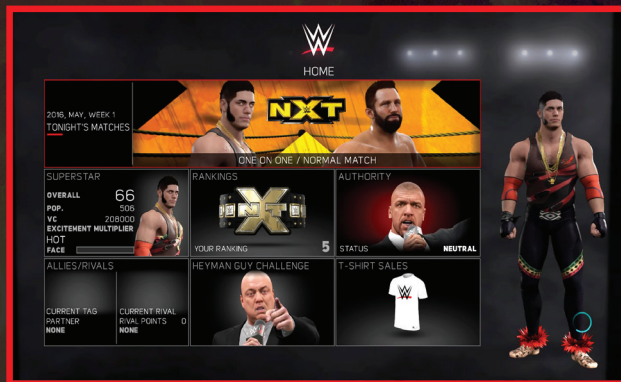 W
HOME
2016, MAY, WEEK 1
TONIGHT'S MATCHES
NXT
ONE ON ONE / NORMAL MATCH
SUPERSTAR
OVERALL 66
POP. 506
VC 208000
EXCITEMENT MULTIPLIER
HOT
FACE
RANKINGS
NXT
YOUR RANKING 5
AUTHORITY
STATUS NEUTRAL
ALLIES/RIVALS
CURRENT TAG PARTNER
NONE
CURRENT RIVAL
RIVAL POINTS 0
NONE
HEYMAN GUY CHALLENGE
T-SHIRT SALES
W